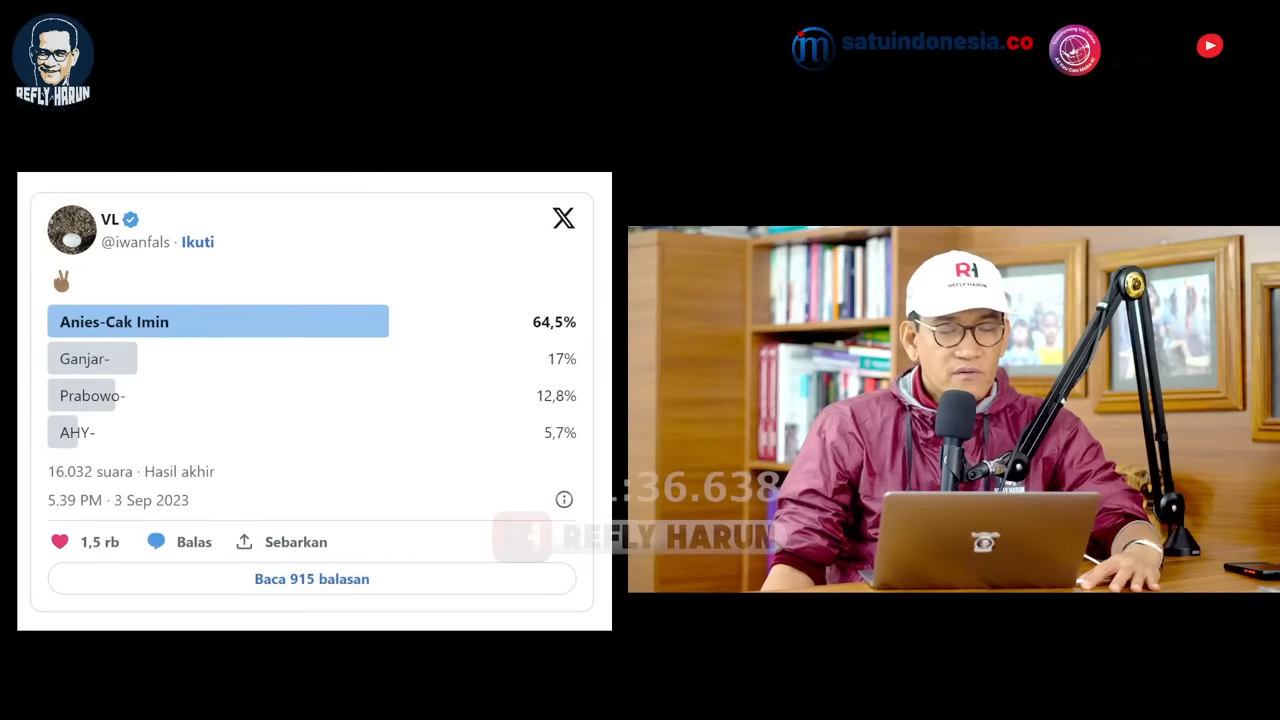 REFLY HARUN
satuindonesia.co
VL
@iwanfals · Ikuti
Anies-Cak Imin 64,5%
Ganjar- 17%
Prabowo- 12,8%
AHY- 5,7%
16.032 suara · Hasil akhir
5.39 PM · 3 Sep 2023
1,5 rb Balas Sebarkan
Baca 915 balasan
:36.638
REFLY HARUN
RH
REFLY HARUN